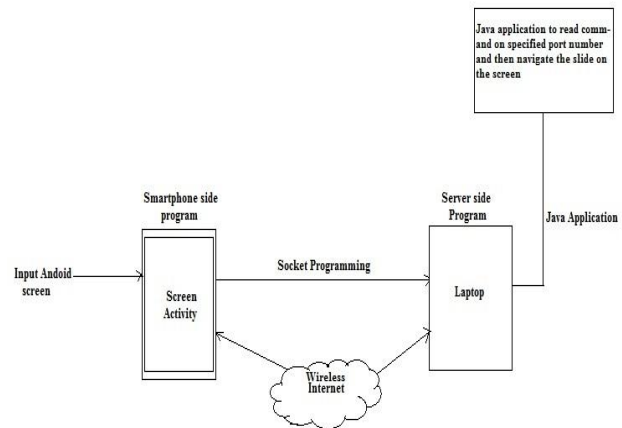 Java application to read comm-
and on specified port number
and then navigate the slide on
the screen
Smartphone side
program
Server side
Program
Java Application
Socket Programming
Input Andoid
screen
Screen
Activity
Laptop
Wireless
Internet